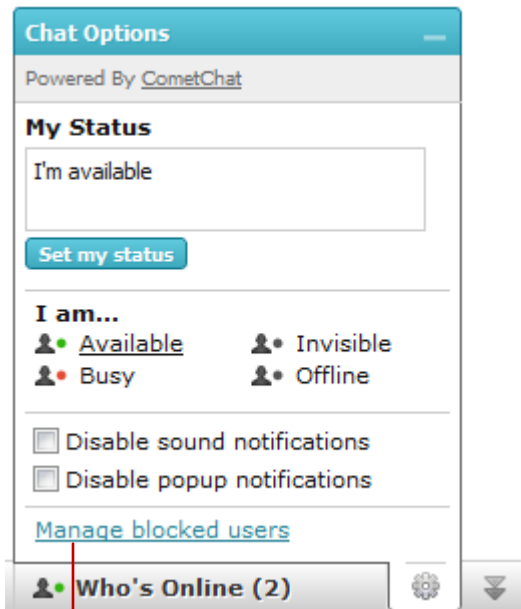 Chat Options
Powered By CometChat
My Status
I'm available
Set my status
I am...
Available Invisible
Busy Offline
Disable sound notifications
Disable popup notifications
Manage blocked users
Who's Online (2)